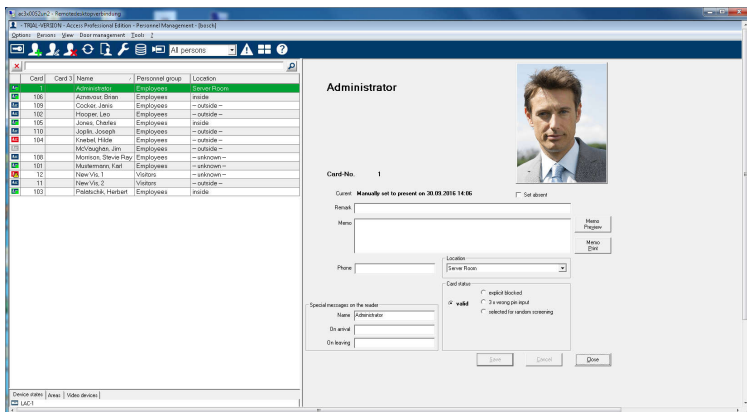 ac3x0052un2 - Remotedesktopverbindung
- TRIAL-VERSION - Access Professional Edition - Personnel Management - [bosch]
Options Persons View Door management Tools ?
All persons
Card Card 3 Name Personnel group Location
1 Administrator Employees Server Room
106 Aznavour, Brian Employees inside
109 Cocker, Janis Employees -- outside --
102 Hooper, Leo Employees -- outside --
105 Jones, Charles Employees inside
110 Joplin, Joseph Employees -- outside --
104 Knebel, Hilde Employees -- outside --
McVaughan, Jim Employees -- outside --
108 Morrison, Stevie Ray Employees -- unknown --
101 Mustermann, Karl Employees -- unknown --
12 New Vis, 1 Visitors -- outside --
11 New Vis, 2 Visitors -- outside --
103 Palatschik, Herbert Employees inside
Device states Areas Video devices
LAC-1
Administrator
Card-No. 1
Current Manually set to present on 30.09.2016 14:06
Set absent
Remark
Memo
Memo Preview
Memo Print
Phone
Location
Server Room
Card status
valid
explicit blocked
3 x wrong pin input
selected for random screening
Special messages on the reader
Name Administrator
On arrival
On leaving
Save Cancel Close